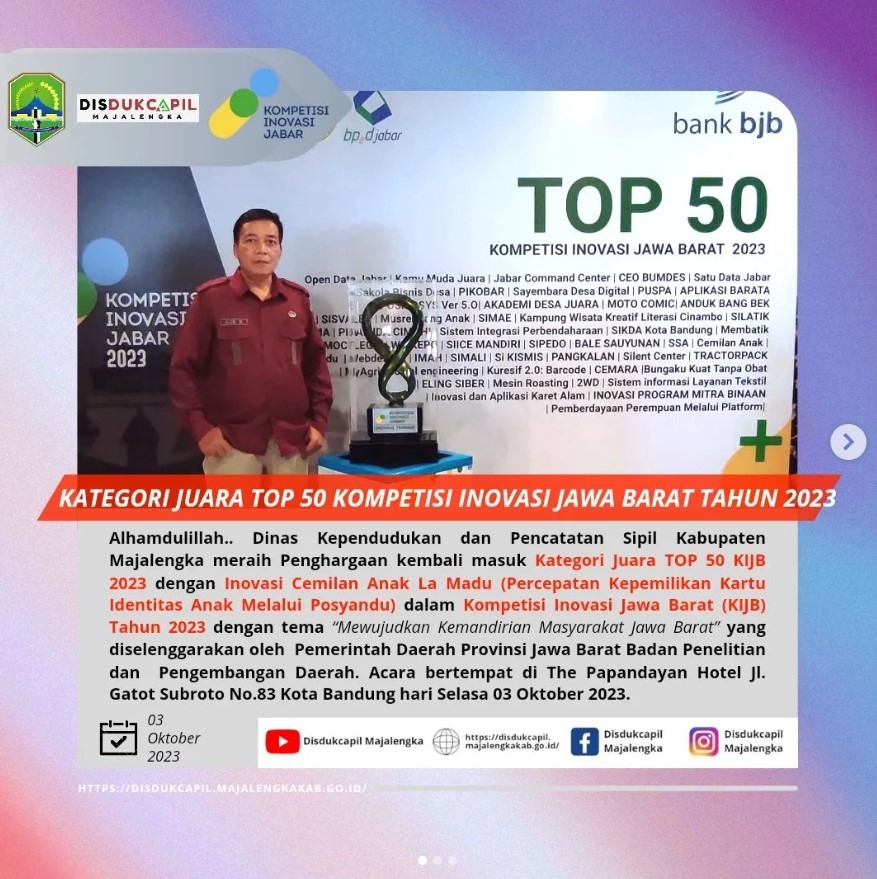 DISDUKCAPIL
MAJALENGKA
KOMPETISI
INOVASI
JABAR
bp2d jabar
bank bjb
TOP 50
KOMPETISI INOVASI JAWA BARAT 2023
Open Data Jabar | Kamu Muda Juara | Jabar Command Center | CEO BUMDES | Satu Data Jabar
Sakola Bisnis Desa | PIKOBAR | Sayembara Desa Digital | PUSPA | APLIKASI BARATA
SYS Ver 5.0| AKADEMI DESA JUARA | MOTO COMIC| ANDUK BANG BEK
Anak | SIMAE | Kampung Wisata Kreatif Literasi Cinambo | SILATIK
| Sistem Integrasi Perbendaharaan | SIKDA Kota Bandung | Membatik
| SIICE MANDIRI | SIPEDO | BALE SAUYUNAN | SSA | Cemilan Anak |
IMAH | SIMALI | Si KISMIS | PANGKALAN | Silent Center | TRACTORPACK
engineering | Kuresif 2.0: Barcode | CEMARA |Bungaku Kuat Tanpa Obat
ELING SIBER | Mesin Roasting | 2WD | Sistem informasi Layanan Tekstil
| Inovasi dan Aplikasi Karet Alam | INOVASI PROGRAM MITRA BINAAN
| Pemberdayaan Perempuan Melalui Platform|
KOMPETIS
INOVASI
JABAR
2023
KATEGORI JUARA TOP 50 KOMPETISI INOVASI JAWA BARAT TAHUN 2023
Alhamdulillah.. Dinas Kependudukan dan Pencatatan Sipil Kabupaten
Majalengka meraih Penghargaan kembali masuk Kategori Juara TOP 50 KIJB
2023 dengan Inovasi Cemilan Anak La Madu (Percepatan Kepemilikan Kartu
Identitas Anak Melalui Posyandu) dalam Kompetisi Inovasi Jawa Barat (KIJB)
Tahun 2023 dengan tema “Mewujudkan Kemandirian Masyarakat Jawa Barat” yang
diselenggarakan oleh Pemerintah Daerah Provinsi Jawa Barat Badan Penelitian
dan Pengembangan Daerah. Acara bertempat di The Papandayan Hotel Jl.
Gatot Subroto No.83 Kota Bandung hari Selasa 03 Oktober 2023.
03
Oktober
2023
Disdukcapil Majalengka
https://disdukcapil.
majalengkakab.go.id/
Disdukcapil
Majalengka
Disdukcapil
Majalengka
HTTPS://DISDUKCAPIL.MAJALENGKAKAB.GO.ID/